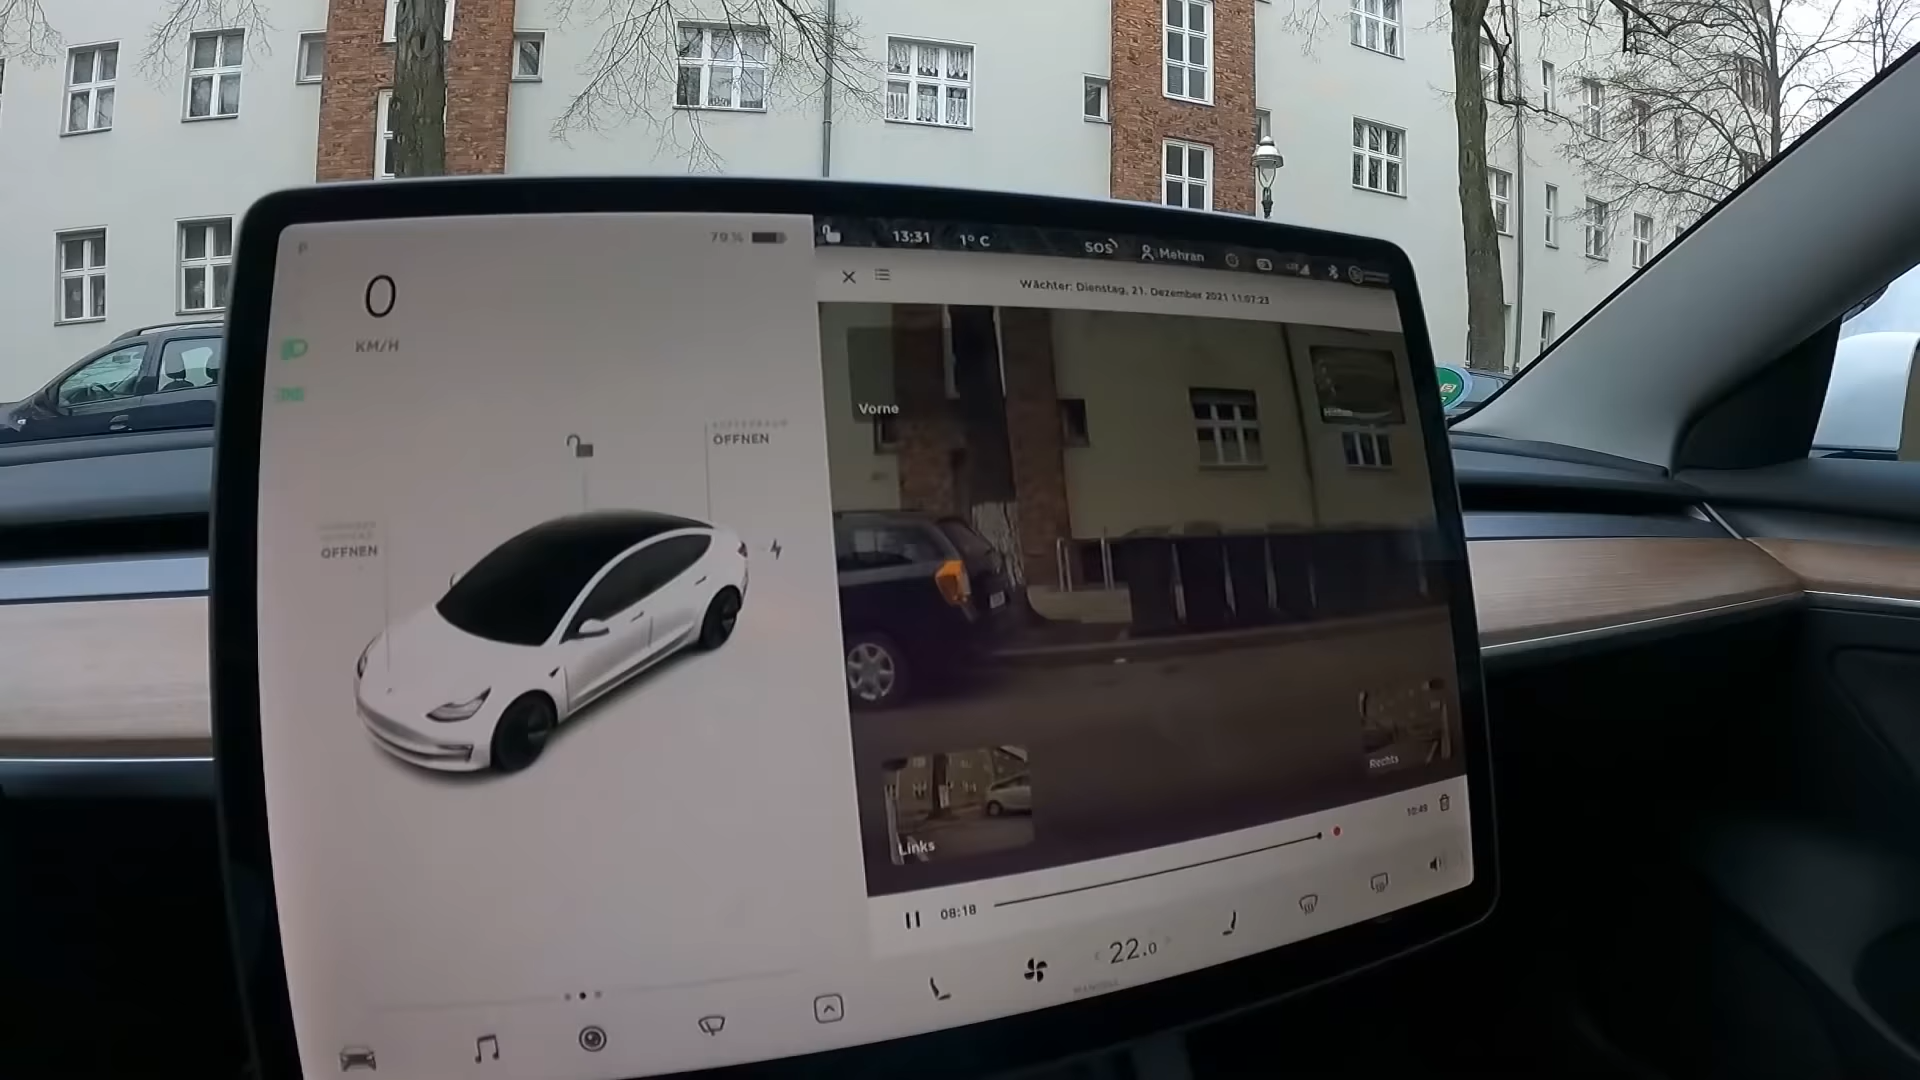 P
79 %
0
KM/H
ÖFFNEN
ÖFFNEN
13:31
1° C
SOS
Mehran
LTE
Wächter: Dienstag, 21. Dezember 2021 11:07:23
Vorne
Links
Rechts
10:49
08:18
22.0